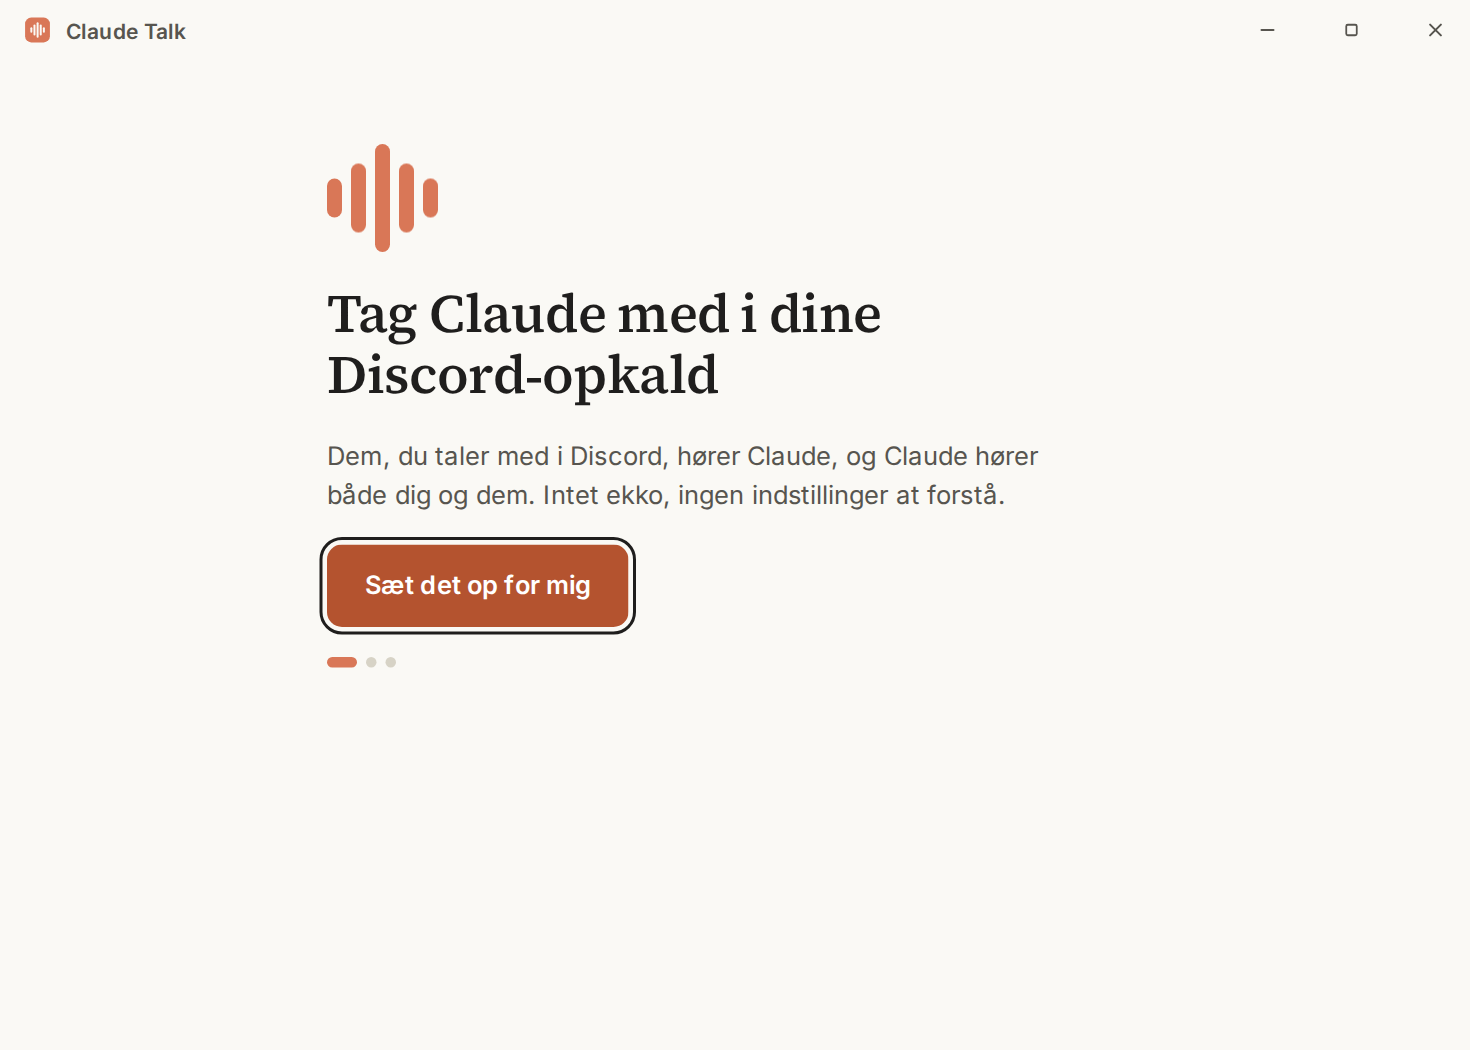 Claude Talk
Tag Claude med i dine
Discord-opkald
Dem, du taler med i Discord, hører Claude, og Claude hører
både dig og dem. Intet ekko, ingen indstillinger at forstå.
Sæt det op for mig